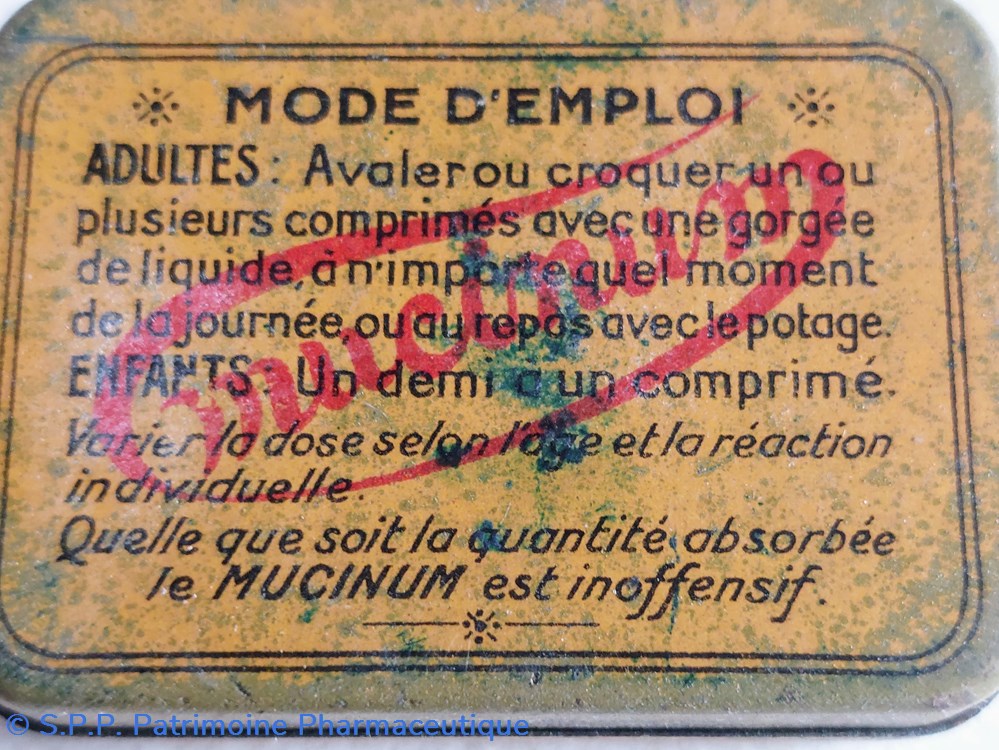 MODE D'EMPLOI
ADULTES: Avaler ou croquer un ou
plusieurs comprimés avec une gorgée
de liquide, à n'importe quel moment
de la journée, ou au repos avec le potage.
ENFANTS: Un demi à un comprimé.
Varier la dose selon l'âge et la réaction
individuelle.
Quelle que soit la quantité absorbée
le MUCINUM est inoffensif.
Mucinum
© S.P.P. Patrimoine Pharmaceutique